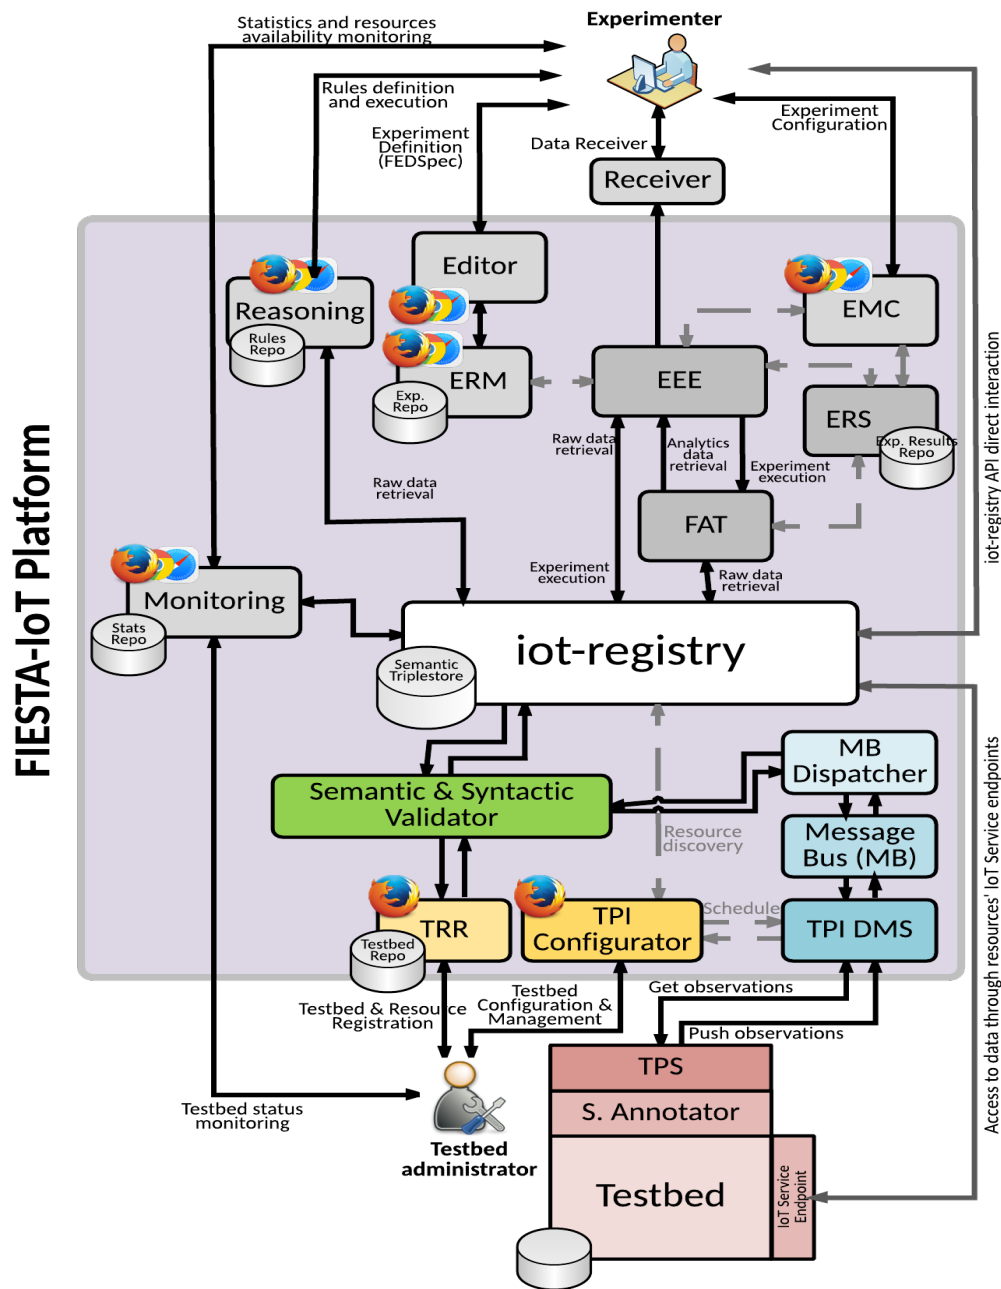 Experimenter
Statistics and resources
availability monitoring
Rules definition
and execution
Experiment
Definition
(FEDSpec)
Data Receiver
Experiment
Configuration
Receiver
Editor
Reasoning
Rules
Repo
EMC
ERM
Exp.
Repo
EEE
ERS
Exp. Results
Repo
Raw data
retrieval
Analytics
data
retrieval
Experiment
execution
Raw data
retrieval
FAT
Experiment
execution
Raw data
retrieval
iot-registry API direct interaction
FIESTA-IoT Platform
Monitoring
Stats
Repo
iot-registry
Semantic
Triplestore
MB
Dispatcher
Semantic & Syntactic
Validator
Resource
discovery
Message
Bus (MB)
TRR
Testbed
Repo
TPI
Configurator
Schedule
TPI DMS
Access to data through resources' IoT Service endpoints
Testbed & Resource
Registration
Testbed
Configuration &
Management
Get observations
Push observations
TPS
S. Annotator
Testbed
IoT Service
Endpoint
Testbed status
monitoring
Testbed
administrator